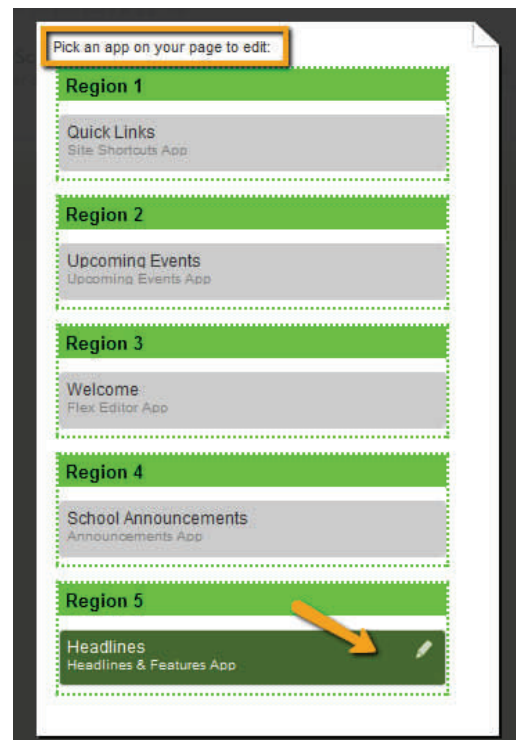 Pick an app on your page to edit:
Region 1
Quick Links
Site Shortcuts App
Region 2
Upcoming Events
Upcoming Events App
Region 3
Welcome
Flex Editor App
Region 4
School Announcements
Announcements App
Region 5
Headlines
Headlines & Features App